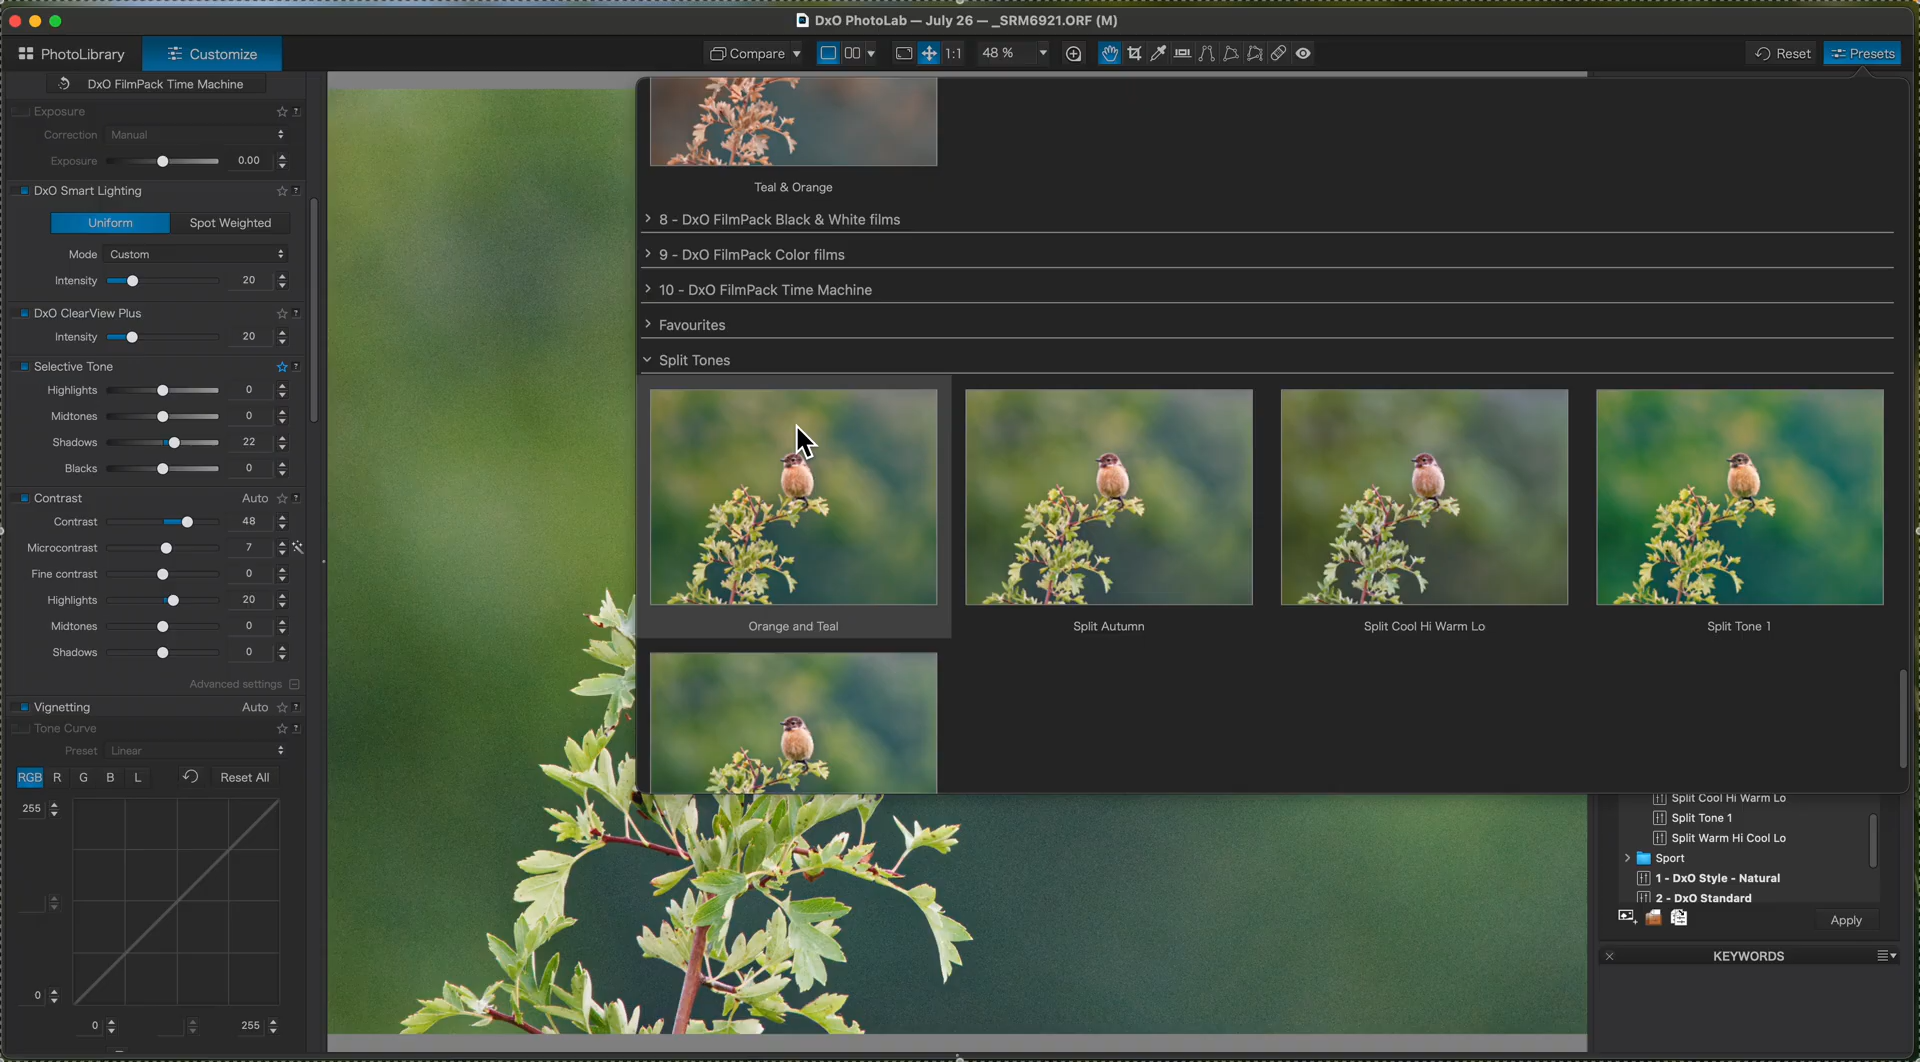 DxO PhotoLab — July 26 — _SRM6921.ORF (M)
PhotoLibrary
Customize
Compare
1:1
48 %
Reset
Presets
DxO FilmPack Time Machine
Exposure
?
Correction Manual
Exposure 0.00
DxO Smart Lighting
?
Uniform
Spot Weighted
Mode Custom
Intensity 20
DxO ClearView Plus
?
Intensity 20
Selective Tone
?
Highlights 0
Midtones 0
Shadows 22
Blacks 0
Contrast Auto
?
Contrast 48
Microcontrast 7
Fine contrast 0
Highlights 20
Midtones 0
Shadows 0
Advanced settings
Vignetting Auto
?
Tone Curve
?
Preset Linear
RGB R G B L Reset All
255
0
0 255
Teal & Orange
8 - DxO FilmPack Black & White films
9 - DxO FilmPack Color films
10 - DxO FilmPack Time Machine
Favourites
Split Tones
Orange and Teal
Split Autumn
Split Cool Hi Warm Lo
Split Tone 1
Split Cool Hi Warm Lo
Split Tone 1
Split Warm Hi Cool Lo
Sport
1 - DxO Style - Natural
2 - DxO Standard
Apply
KEYWORDS